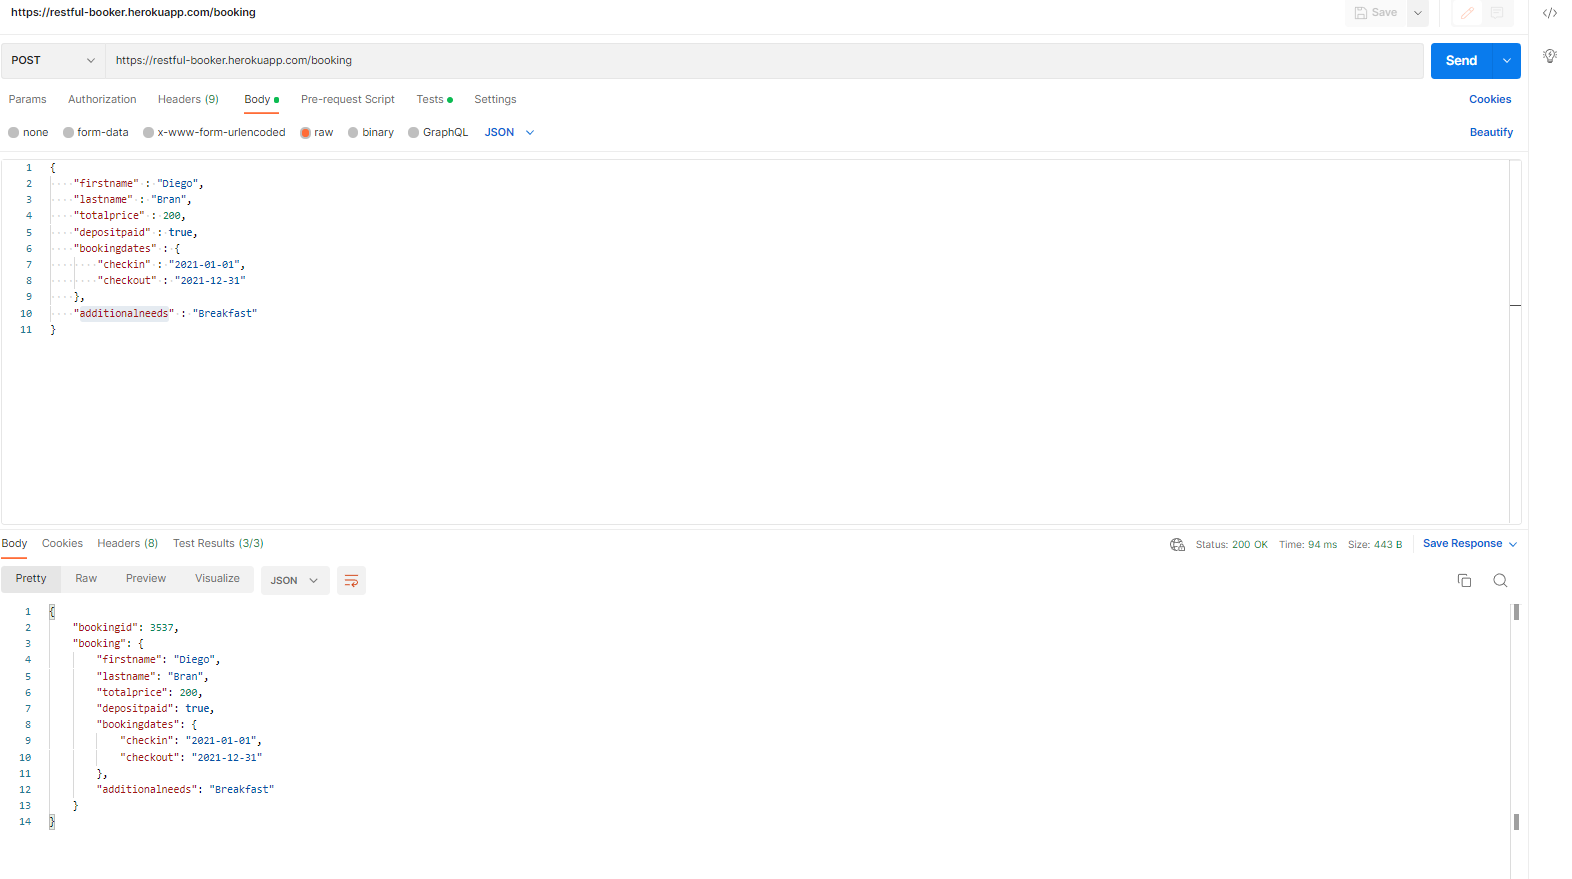 https://restful-booker.herokuapp.com/booking
Save
POST
https://restful-booker.herokuapp.com/booking
Send
Params Authorization Headers (9) Body Pre-request Script Tests Settings
Cookies
none form-data x-www-form-urlencoded raw binary GraphQL JSON
Beautify
1 {
2 "firstname" : "Diego",
3 "lastname" : "Bran",
4 "totalprice" : 200,
5 "depositpaid" : true,
6 "bookingdates" : {
7 "checkin" : "2021-01-01",
8 "checkout" : "2021-12-31"
9 },
10 "additionalneeds" : "Breakfast"
11 }
Body Cookies Headers (8) Test Results (3/3)
Status: 200 OK Time: 94 ms Size: 443 B Save Response
Pretty Raw Preview Visualize JSON
1 {
2 "bookingid": 3537,
3 "booking": {
4 "firstname": "Diego",
5 "lastname": "Bran",
6 "totalprice": 200,
7 "depositpaid": true,
8 "bookingdates": {
9 "checkin": "2021-01-01",
10 "checkout": "2021-12-31"
11 },
12 "additionalneeds": "Breakfast"
13 }
14 }